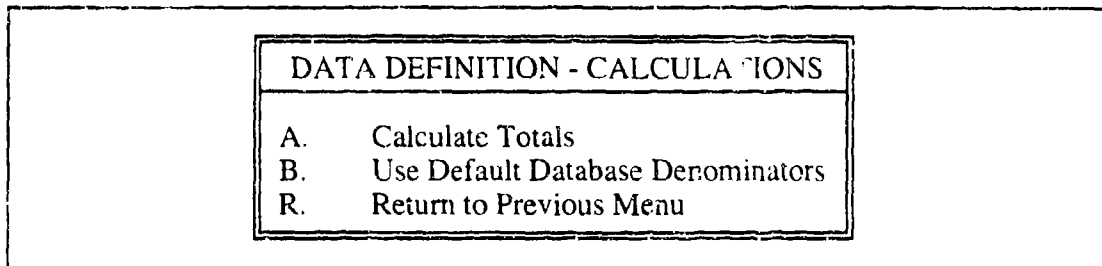 DATA DEFINITION - CALCULATIONS
A. Calculate Totals
B. Use Default Database Denominators
R. Return to Previous Menu